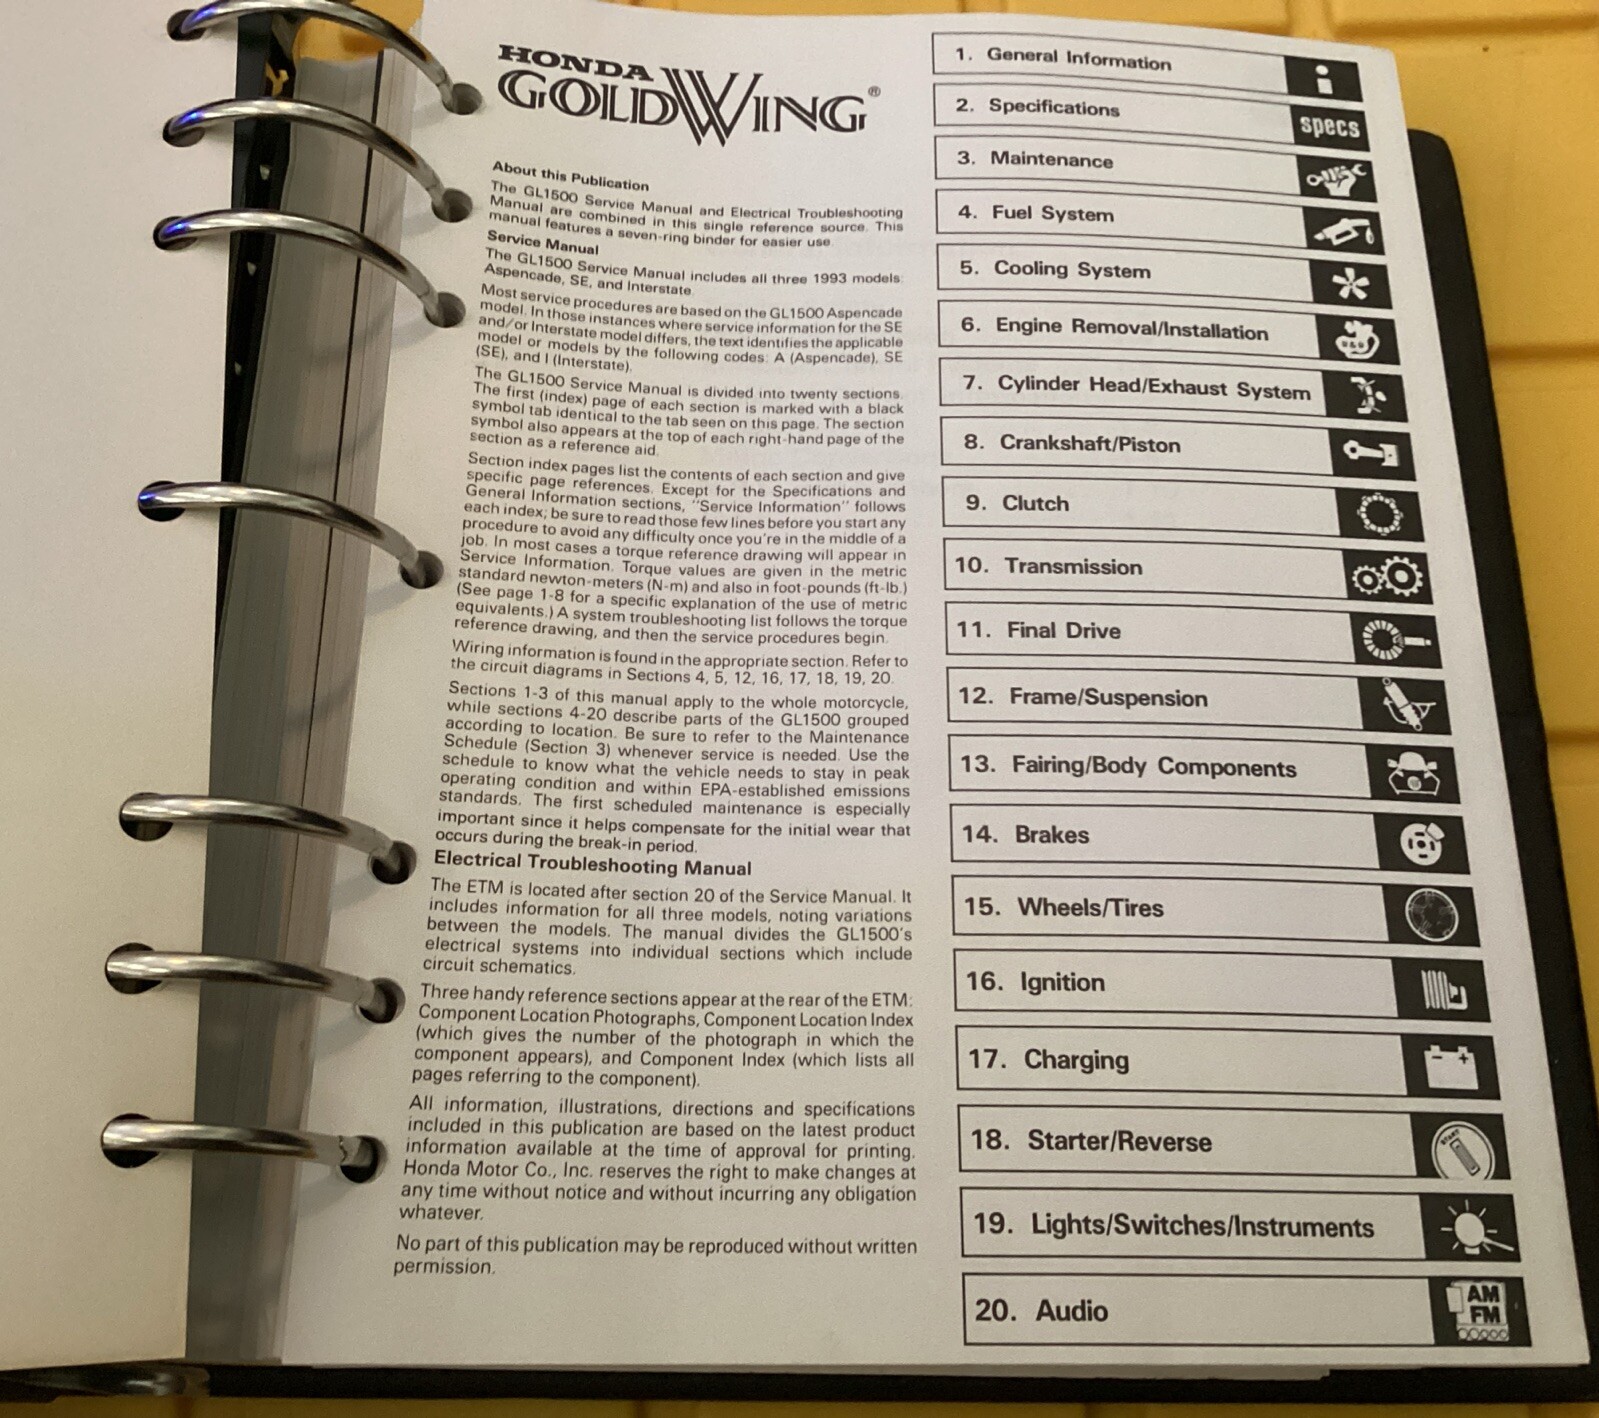 HONDA
GOLDWING®
About this Publication
The GL1500 Service Manual and Electrical Troubleshooting
Manual are combined in this single reference source. This
manual features a seven-ring binder for easier use.
Service Manual
The GL1500 Service Manual includes all three 1993 models:
Aspencade, SE, and Interstate.
Most service procedures are based on the GL1500 Aspencade
model. In those instances where service information for the SE
and/or Interstate model differs, the text identifies the applicable
model or models by the following codes: A (Aspencade), SE
(SE), and I (Interstate).
The GL1500 Service Manual is divided into twenty sections.
The first (index) page of each section is marked with a black
symbol tab identical to the tab seen on this page. The section
symbol also appears at the top of each right-hand page of the
section as a reference aid.
Section index pages list the contents of each section and give
specific page references. Except for the Specifications and
General Information sections, "Service Information" follows
each index; be sure to read those few lines before you start any
procedure to avoid any difficulty once you're in the middle of a
job. In most cases a torque reference drawing will appear in
Service Information. Torque values are given in the metric
standard newton-meters (N-m) and also in foot-pounds (ft-lb.)
(See page 1-8 for a specific explanation of the use of metric
equivalents.) A system troubleshooting list follows the torque
reference drawing, and then the service procedures begin.
Wiring information is found in the appropriate section. Refer to
the circuit diagrams in Sections 4, 5, 12, 16, 17, 18, 19, 20.
Sections 1-3 of this manual apply to the whole motorcycle,
while sections 4-20 describe parts of the GL1500 grouped
according to location. Be sure to refer to the Maintenance
Schedule (Section 3) whenever service is needed. Use the
schedule to know what the vehicle needs to stay in peak
operating condition and within EPA-established emissions
standards. The first scheduled maintenance is especially
important since it helps compensate for the initial wear that
occurs during the break-in period.
Electrical Troubleshooting Manual
The ETM is located after section 20 of the Service Manual. It
includes information for all three models, noting variations
between the models. The manual divides the GL1500's
electrical systems into individual sections which include
circuit schematics.
Three handy reference sections appear at the rear of the ETM:
Component Location Photographs, Component Location Index
(which gives the number of the photograph in which the
component appears), and Component Index (which lists all
pages referring to the component).
All information, illustrations, directions and specifications
included in this publication are based on the latest product
information available at the time of approval for printing.
Honda Motor Co., Inc. reserves the right to make changes at
any time without notice and without incurring any obligation
whatever.
No part of this publication may be reproduced without written
permission.
1. General Information
i
2. Specifications
specs
3. Maintenance
4. Fuel System
5. Cooling System
6. Engine Removal/Installation
7. Cylinder Head/Exhaust System
8. Crankshaft/Piston
9. Clutch
10. Transmission
11. Final Drive
12. Frame/Suspension
13. Fairing/Body Components
14. Brakes
15. Wheels/Tires
16. Ignition
17. Charging
18. Starter/Reverse
START
19. Lights/Switches/Instruments
20. Audio
AM
FM